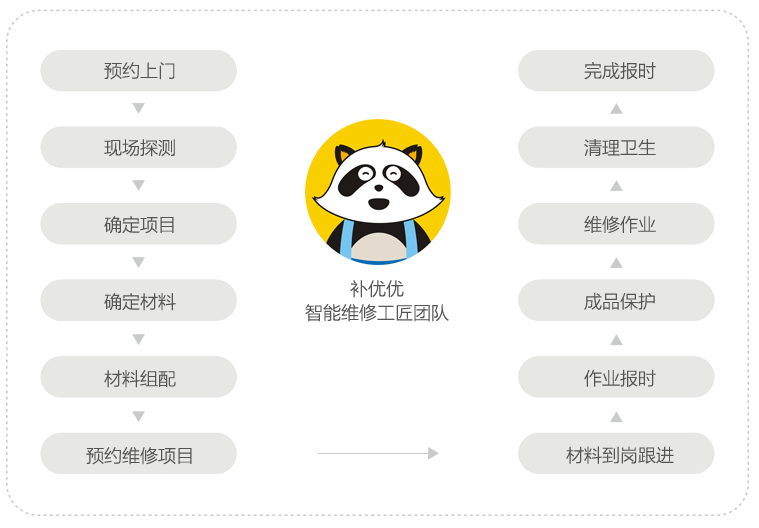 预约上门
现场探测
确定项目
确定材料
材料组配
预约维修项目
补优优
智能维修工匠团队
完成报时
清理卫生
维修作业
成品保护
作业报时
材料到岗跟进